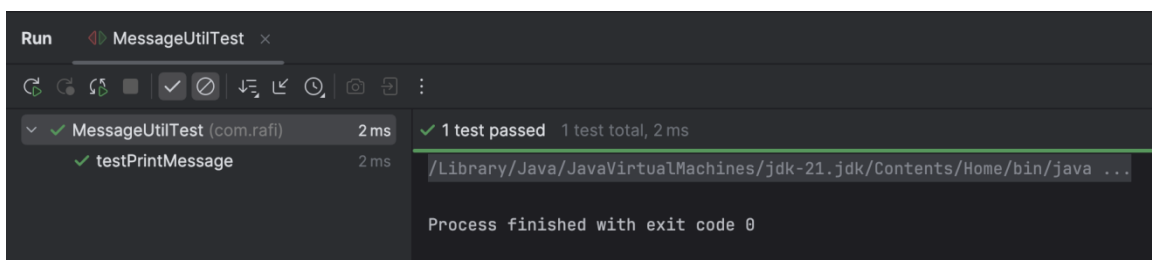 Run MessageUtilTest
MessageUtilTest (com.rafi) 2 ms
testPrintMessage 2 ms
1 test passed 1 test total, 2 ms
/Library/Java/JavaVirtualMachines/jdk-21.jdk/Contents/Home/bin/java ...
Process finished with exit code 0